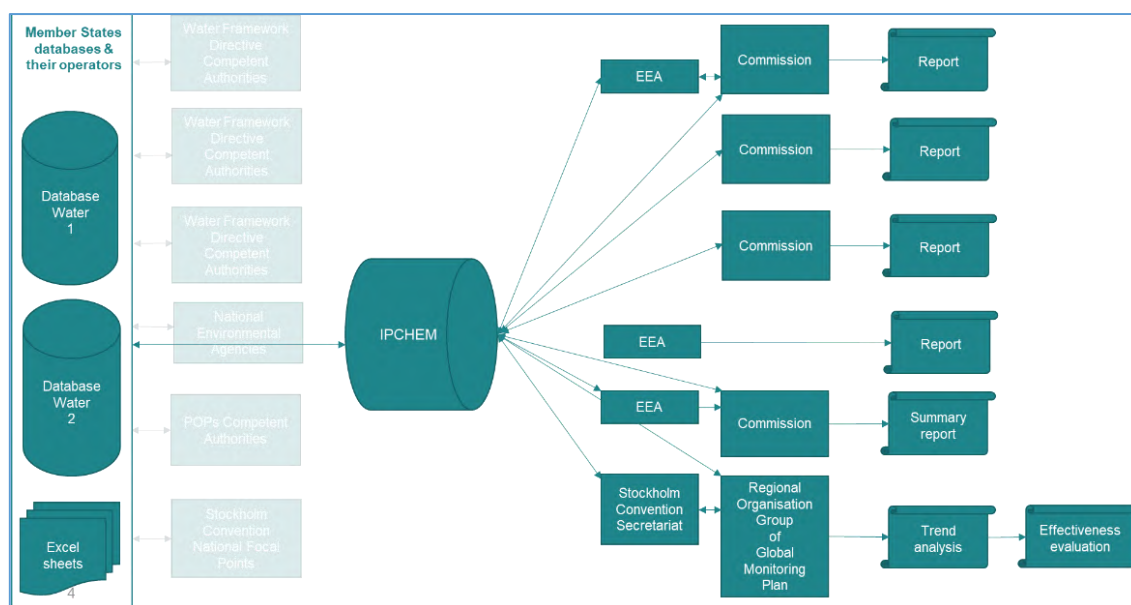 Member States
databases &
their operators
Database
Water
1
Database
Water
2
Excel
sheets
4
Water Framework
Directive
Competent
Authorities
Water Framework
Directive
Competent
Authorities
Water Framework
Directive
Competent
Authorities
National
Environmental
Agencies
POPs Competent
Authorities
Stockholm
Convention
National Focal
Points
IPCHEM
EEA
Commission
Report
Commission
Report
Commission
Report
EEA
Report
EEA
Commission
Summary
report
Stockholm
Convention
Secretariat
Regional
Organisation
Group
of
Global
Monitoring
Plan
Trend
analysis
Effectiveness
evaluation